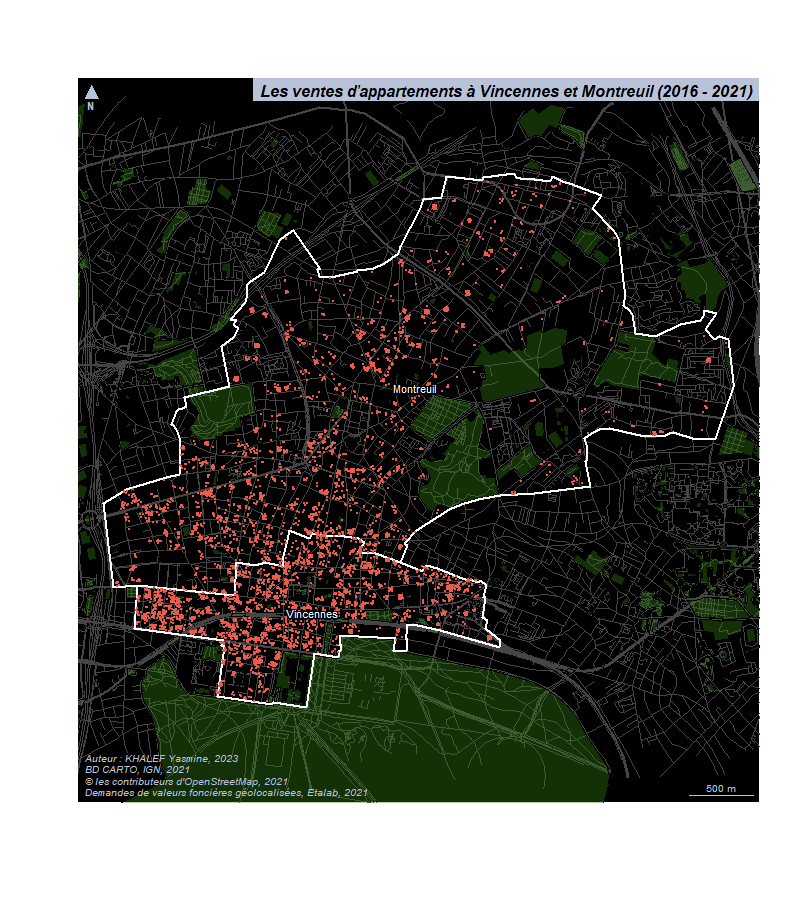 Les ventes d'appartements à Vincennes et Montreuil (2016 - 2021)
N
Montreuil
Vincennes
Auteur : KHALEF Yasmine, 2023
BD CARTO, IGN, 2021
© les contributeurs d'OpenStreetMap, 2021
Demandes de valeurs foncières géolocalisées, Etalab, 2021
500 m